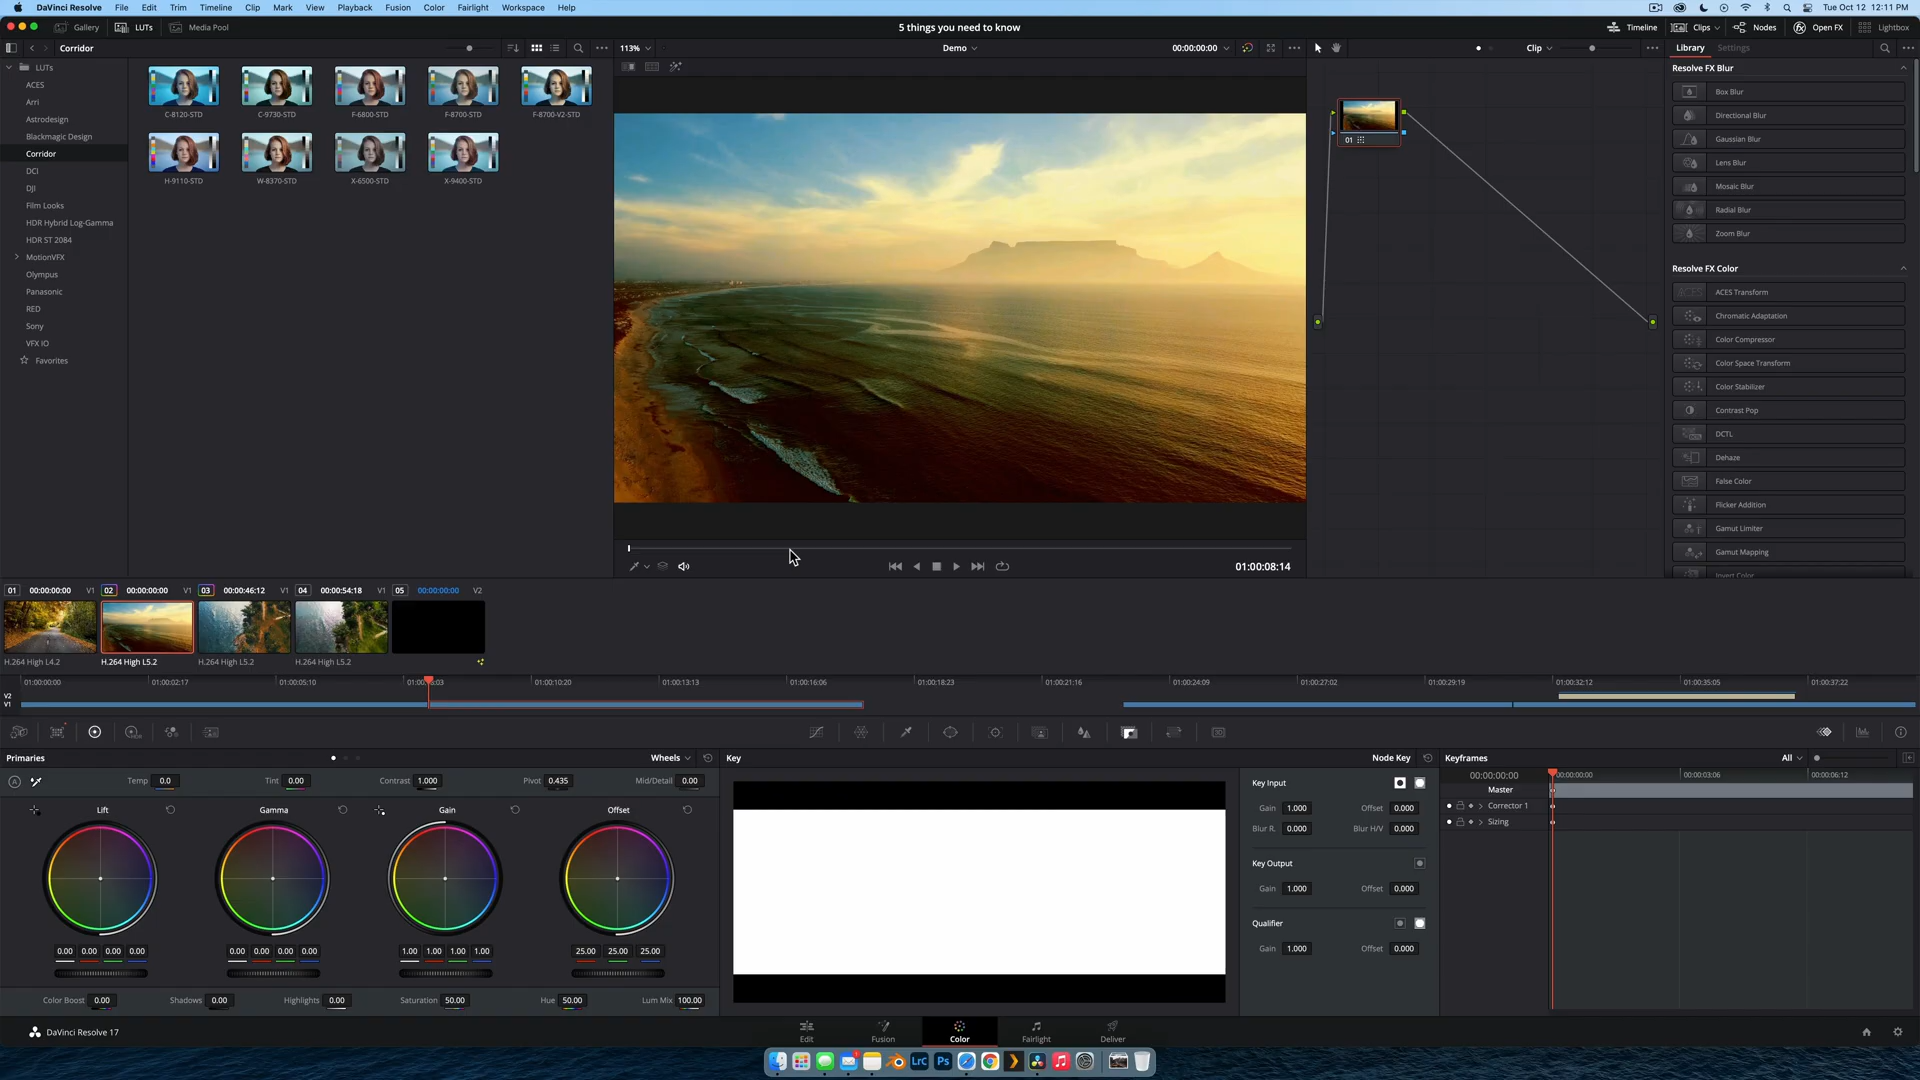 DaVinci Resolve File Edit Trim Timeline Clip Mark View Playback Fusion Color Fairlight Workspace Help Tue Oct 12 12:11 PM
Gallery LUTs Media Pool 5 things you need to know Timeline Clips Nodes Open FX Lightbox
Corridor 113% Demo 00:00:00:00 Clip Library Settings
LUTs
ACES
Arri
Astrodesign
Blackmagic Design
Corridor
DCI
DJI
Film Looks
HDR Hybrid Log-Gamma
HDR ST 2084
MotionVFX
Olympus
Panasonic
RED
Sony
VFX IO
Favorites
C-8120-STD C-9730-STD F-6800-STD F-8700-STD F-8700-V2-STD
H-9110-STD W-8370-STD X-6500-STD X-9400-STD
01
Resolve FX Blur
Box Blur
Directional Blur
Gaussian Blur
Lens Blur
Mosaic Blur
Radial Blur
Zoom Blur
Resolve FX Color
ACES Transform
Chromatic Adaptation
Color Compressor
Color Space Transform
Color Stabilizer
Contrast Pop
DCTL
Dehaze
False Color
Flicker Addition
Gamut Limiter
Gamut Mapping
Invert Color
01:00:08:14
01 00:00:00:00 V1 02 00:00:00:00 V1 03 00:00:46:12 V1 04 00:00:54:18 V1 05 00:00:00:00 V2
H.264 High L4.2 H.264 High L5.2 H.264 High L5.2 H.264 High L5.2
01:00:00:00 01:00:02:17 01:00:05:10 01:00: :03 01:00:10:20 01:00:13:13 01:00:16:06 01:00:18:23 01:00:21:16 01:00:24:09 01:00:27:02 01:00:29:19 01:00:32:12 01:00:35:05 01:00:37:22
V2
V1
Primaries Wheels Key Node Key Keyframes All
Temp 0.0 Tint 0.00 Contrast 1.000 Pivot 0.435 Mid/Detail 0.00
Lift Gamma Gain Offset
0.00 0.00 0.00 0.00 0.00 0.00 0.00 0.00 1.00 1.00 1.00 1.00 25.00 25.00 25.00
Color Boost 0.00 Shadows 0.00 Highlights 0.00 Saturation 50.00 Hue 50.00 Lum Mix 100.00
Key Input
Gain 1.000 Offset 0.000
Blur R. 0.000 Blur H/V 0.000
Key Output
Gain 1.000 Offset 0.000
Qualifier
Gain 1.000 Offset 0.000
00:00:00:00 00:00:00:00 00:00:03:06 00:00:06:12
Master
Corrector 1
Sizing
DaVinci Resolve 17 Edit Fusion Color Fairlight Deliver
LrC Ps